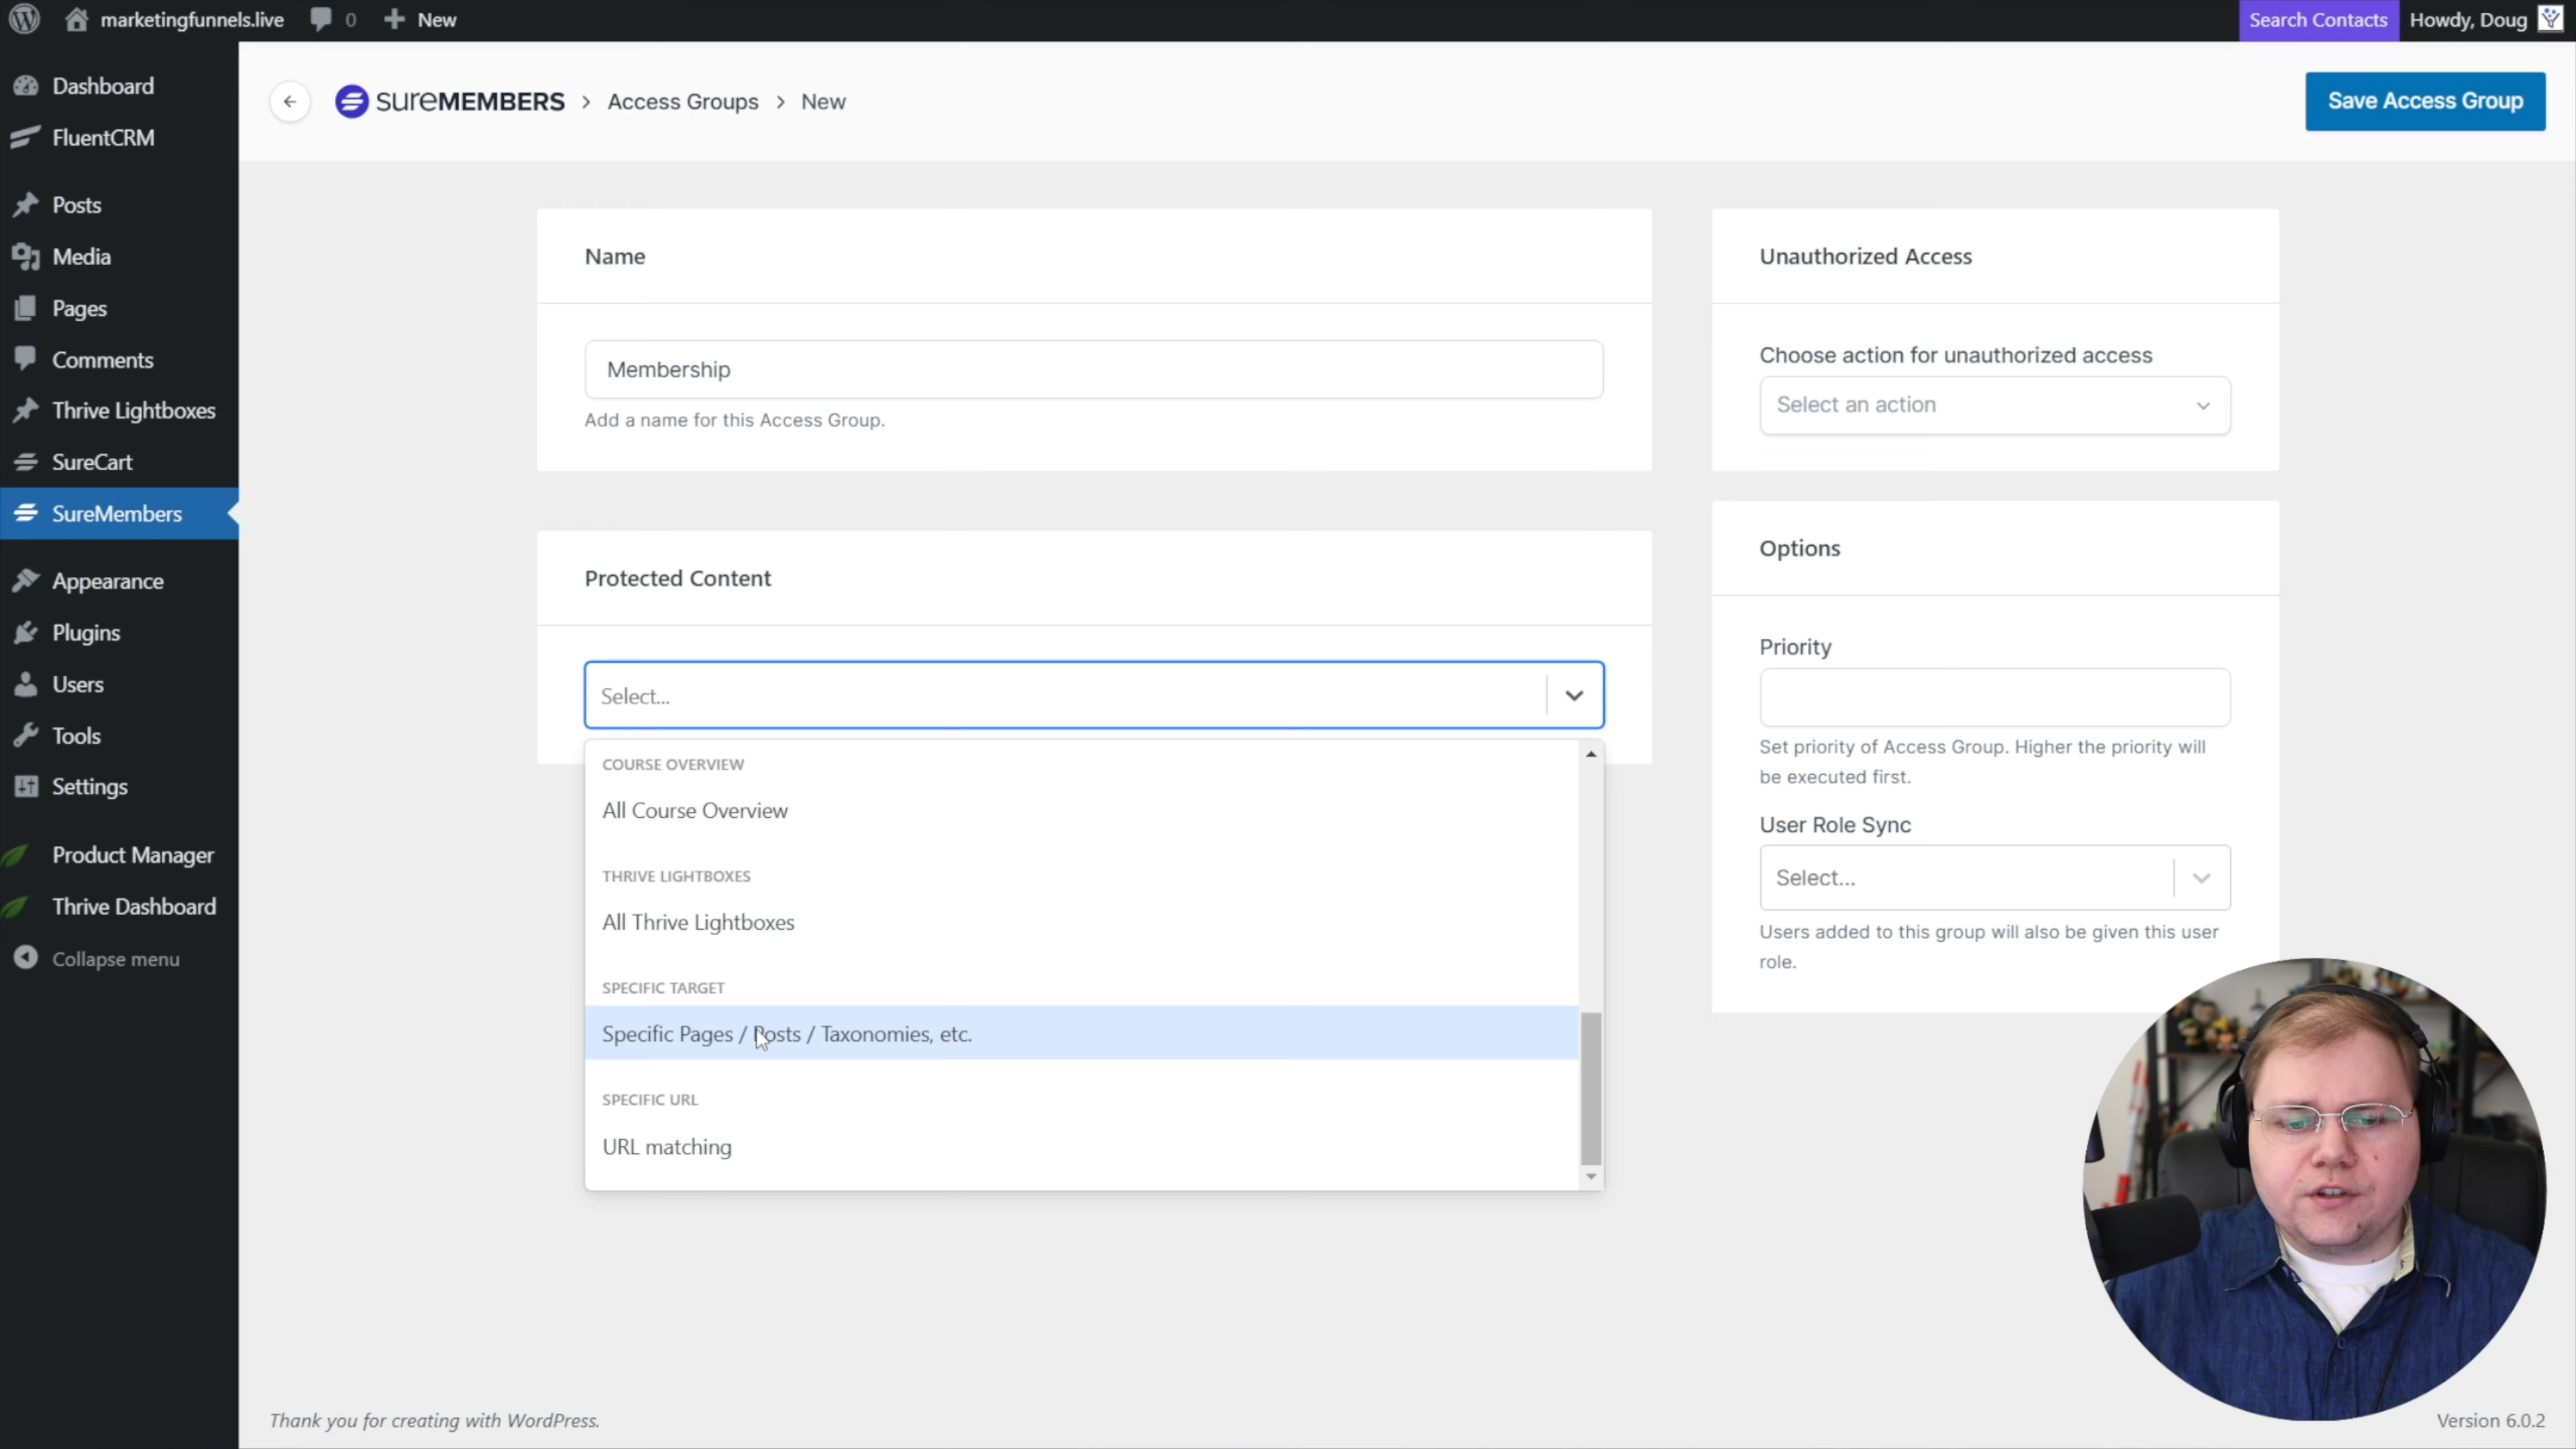 marketingfunnels.live
0
New
Search Contacts
Howdy, Doug
Dashboard
FluentCRM
Posts
Media
Pages
Comments
Thrive Lightboxes
SureCart
SureMembers
Appearance
Plugins
Users
Tools
Settings
Product Manager
Thrive Dashboard
Collapse menu
sureMEMBERS > Access Groups > New
Save Access Group
Name
Membership
Add a name for this Access Group.
Protected Content
Select...
COURSE OVERVIEW
All Course Overview
THRIVE LIGHTBOXES
All Thrive Lightboxes
SPECIFIC TARGET
Specific Pages / Posts / Taxonomies, etc.
SPECIFIC URL
URL matching
Unauthorized Access
Choose action for unauthorized access
Select an action
Options
Priority
Set priority of Access Group. Higher the priority will
be executed first.
User Role Sync
Select...
Users added to this group will also be given this user
role.
Thank you for creating with WordPress.
Version 6.0.2